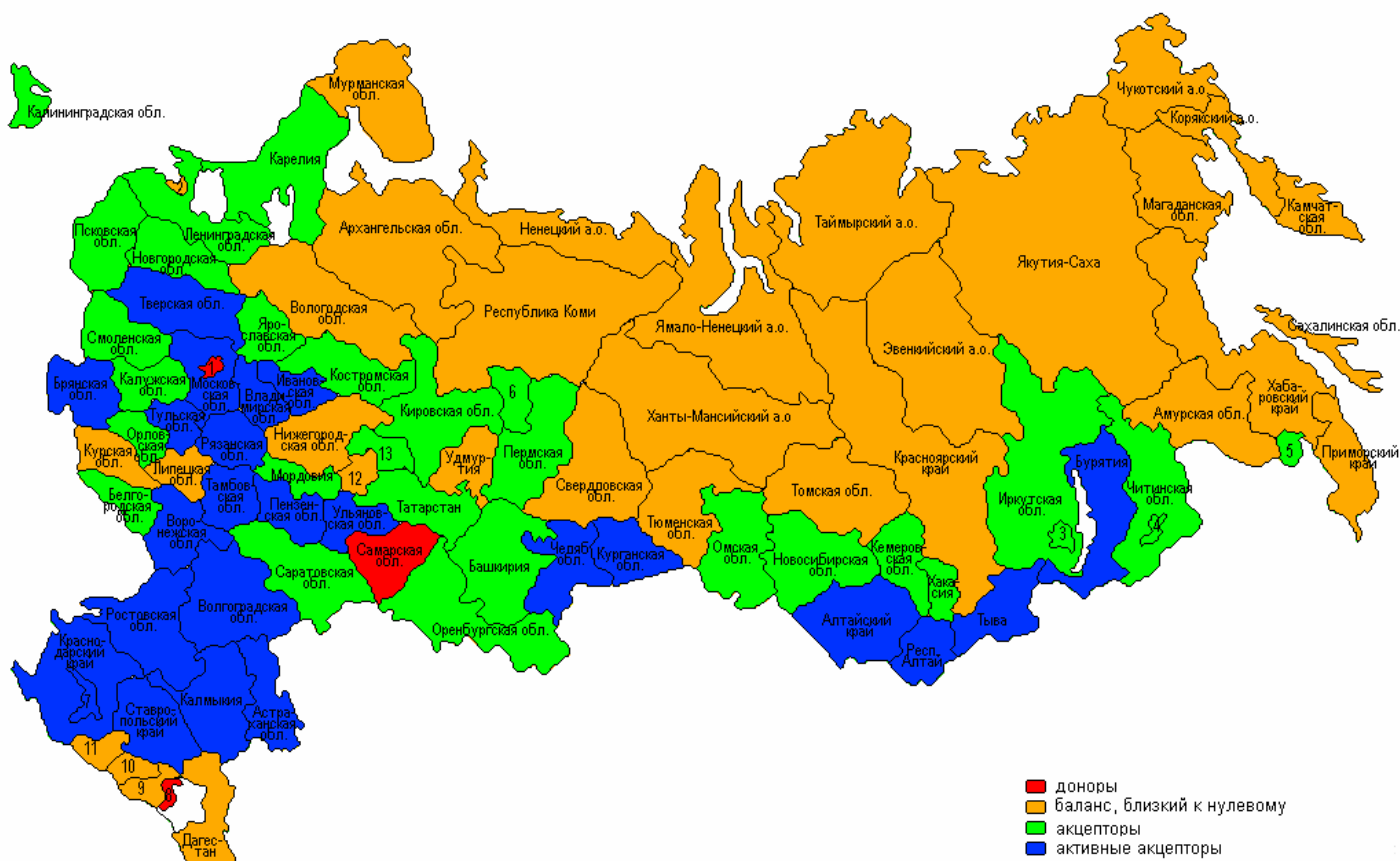 Мурманская
обл.
Чукотский а.о.
Корякский а.о.
Калининградская обл.
Карелия
Магаданская
обл.
Камчат-
ская
обл.
Псковская
обл.
Ленинградская
обл.
Архангельская обл.
Ненецкий а.о.
Таймырский а.о.
Новгородская
обл.
Якутия-Саха
Тверская обл.
Вологодская
обл.
Республика Коми
Ямало-Ненецкий а.о.
Сахалинская обл.
Смоленская
обл.
Яро-
славская
обл.
Эвенкийский а.о.
1
Брянская
обл.
Калужская
обл.
Москов-
ская
обл.
Иванов-
ская
обл.
Влади-
мирская
обл.
Костромская
обл.
6
Хаба-
ровский
край
Тульская
обл.
Кировская обл.
Ханты-Мансийский а.о
Амурская обл.
Орлов-
ская
обл.
Рязанская
обл.
Нижегород-
ская обл.
Курская
обл.
Липецкая
обл.
13
Удмур-
тия
Пермская
обл.
Красноярский
край
Бурятия
5
Приморский
край
Мордовия
12
Белго-
родская
обл.
Тамбов-
ская
обл.
Пензен-
ская обл.
Ульянов-
ская обл.
Татарстан
Свердловская
обл.
Томская обл.
Иркутская
обл.
Читинская
обл.
Воро-
нежская
обл.
Тюменская
обл.
4
3
Самарская
обл.
Челяб.
обл.
Курганская
обл.
Омская
обл.
Новосибирская
обл.
Кемеров-
ская
обл.
Саратовская
обл.
Башкирия
Хака-
сия
Ростовская
обл.
Волгоградская
обл.
Оренбургская обл.
Алтайский
край
Тыва
Красно-
дарский
край
Респ.
Алтай
7
Ставро-
польский
край
Калмыкия
Астра-
ханская
обл.
11
10
9
8
Дагес-
тан
доноры
баланс, близкий к нулевому
акцепторы
активные акцепторы